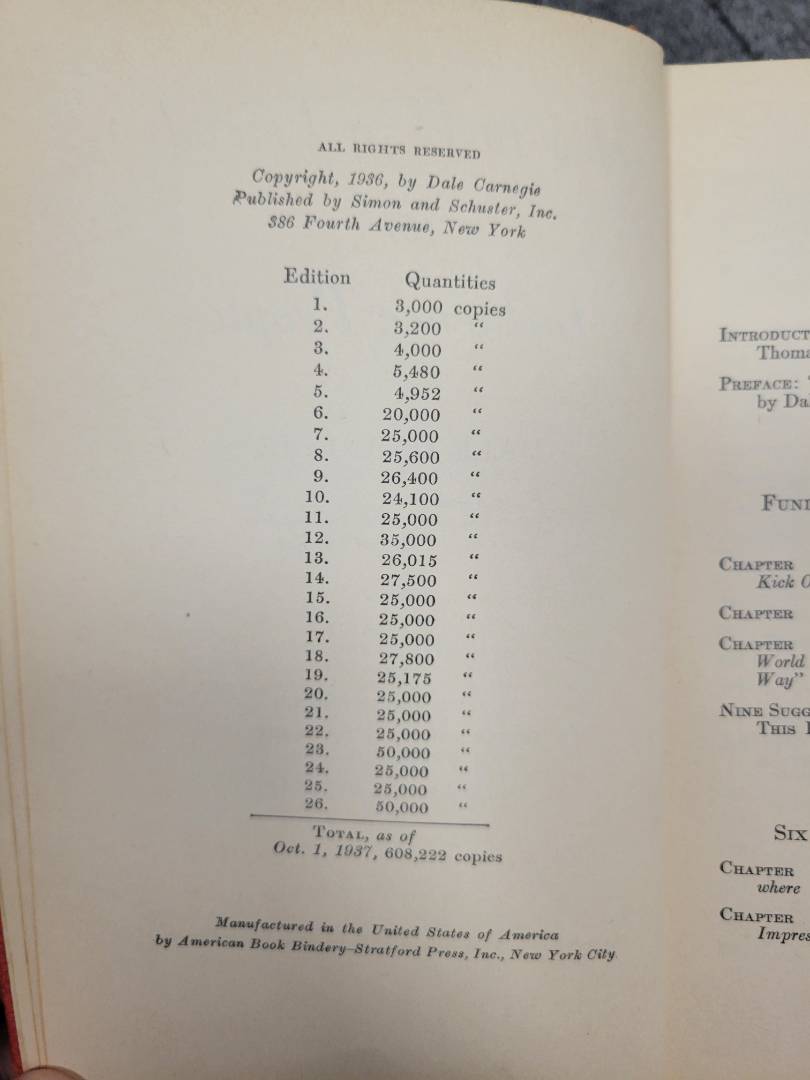 ALL RIGHTS RESERVED
Copyright, 1936, by Dale Carnegie
Published by Simon and Schuster, Inc.
386 Fourth Avenue, New York
Edition Quantities
1. 3,000 copies
2. 3,200 “
3. 4,000 “
4. 5,480 “
5. 4,952 “
6. 20,000 “
7. 25,000 “
8. 25,600 “
9. 26,400 “
10. 24,100 “
11. 25,000 “
12. 35,000 “
13. 26,015 “
14. 27,500 “
15. 25,000 “
16. 25,000 “
17. 25,000 “
18. 27,800 “
19. 25,175 “
20. 25,000 “
21. 25,000 “
22. 25,000 “
23. 50,000 “
24. 25,000 “
25. 25,000 “
26. 50,000 “
TOTAL, as of
Oct. 1, 1937, 608,222 copies
Manufactured in the United States of America
by American Book Bindery—Stratford Press, Inc., New York City
INTRODUCT
Thoma
PREFACE:
by Da
FUN
CHAPTER
Kick O
CHAPTER
CHAPTER
World
Way”
NINE SUGG
THIS
SIX
CHAPTER
where
CHAPTER
Impres